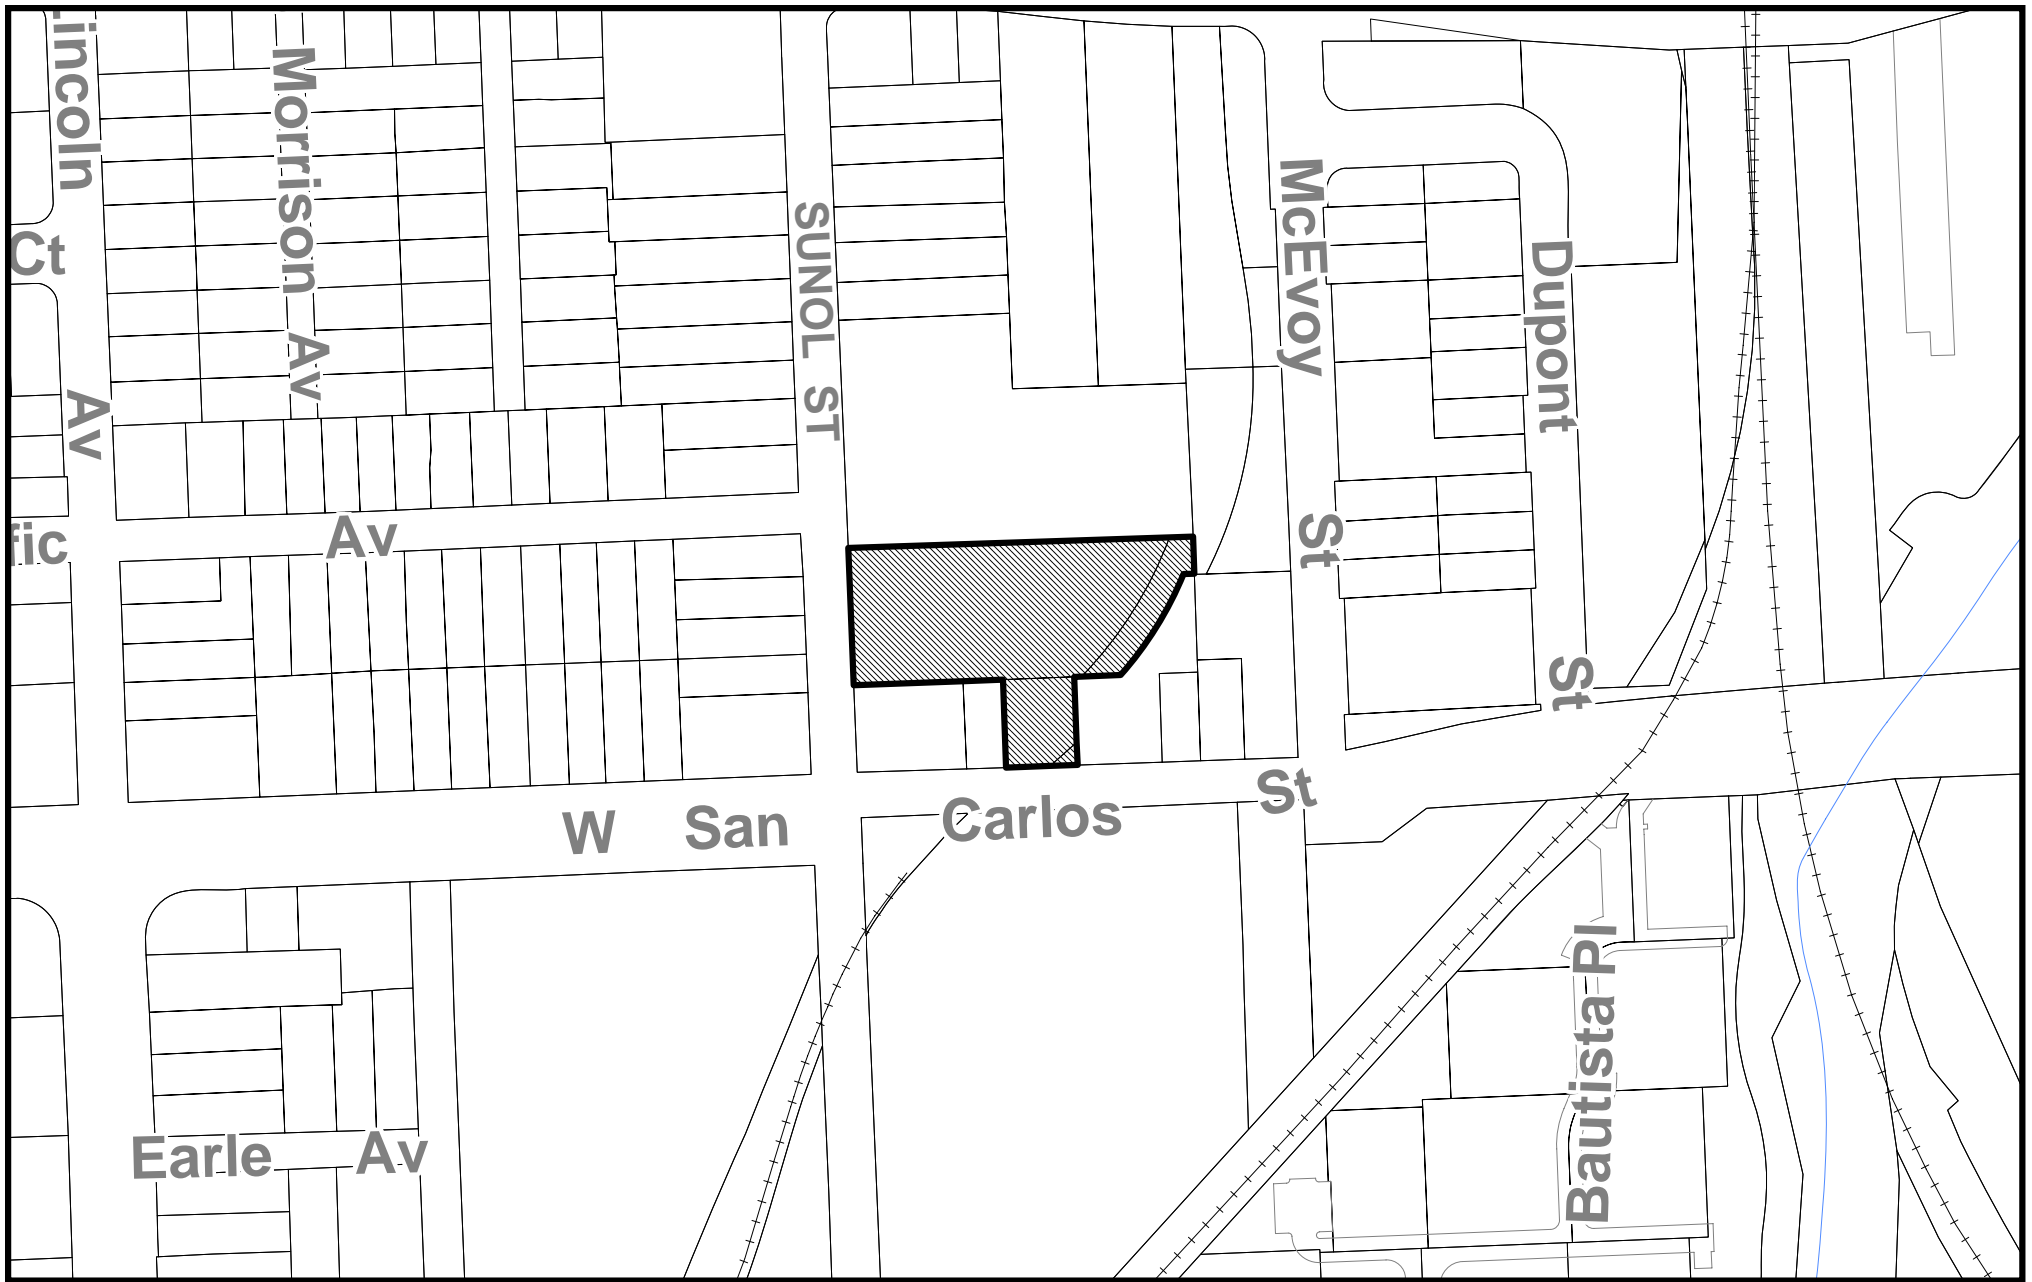 Lincoln Av
Morrison Av
SUNOL ST
McEvoy St
Dupont St
Ct
fic Av
W San Carlos St
Earle Av
Bautista Pl